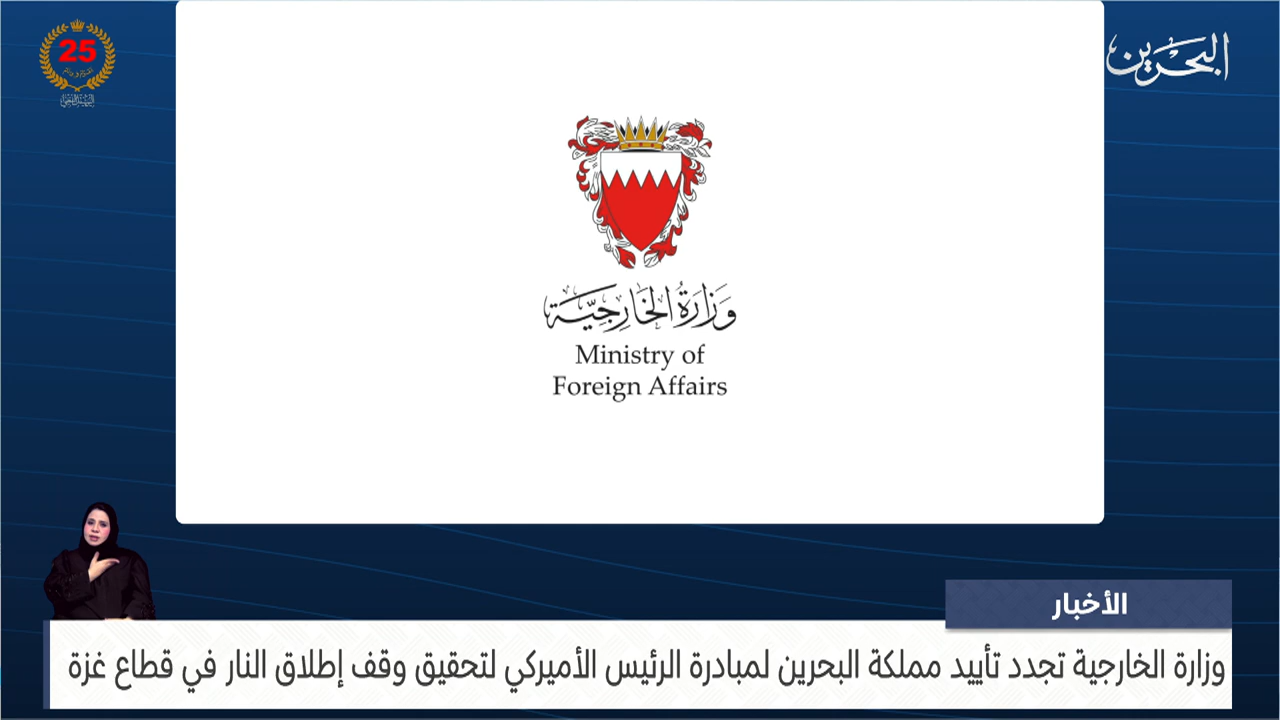 البحرين
25
وزارة الخارجية
Ministry of
Foreign Affairs
الأخبار
وزارة الخارجية تجدد تأييد مملكة البحرين لمبادرة الرئيس الأميركي لتحقيق وقف إطلاق النار في قطاع غزة